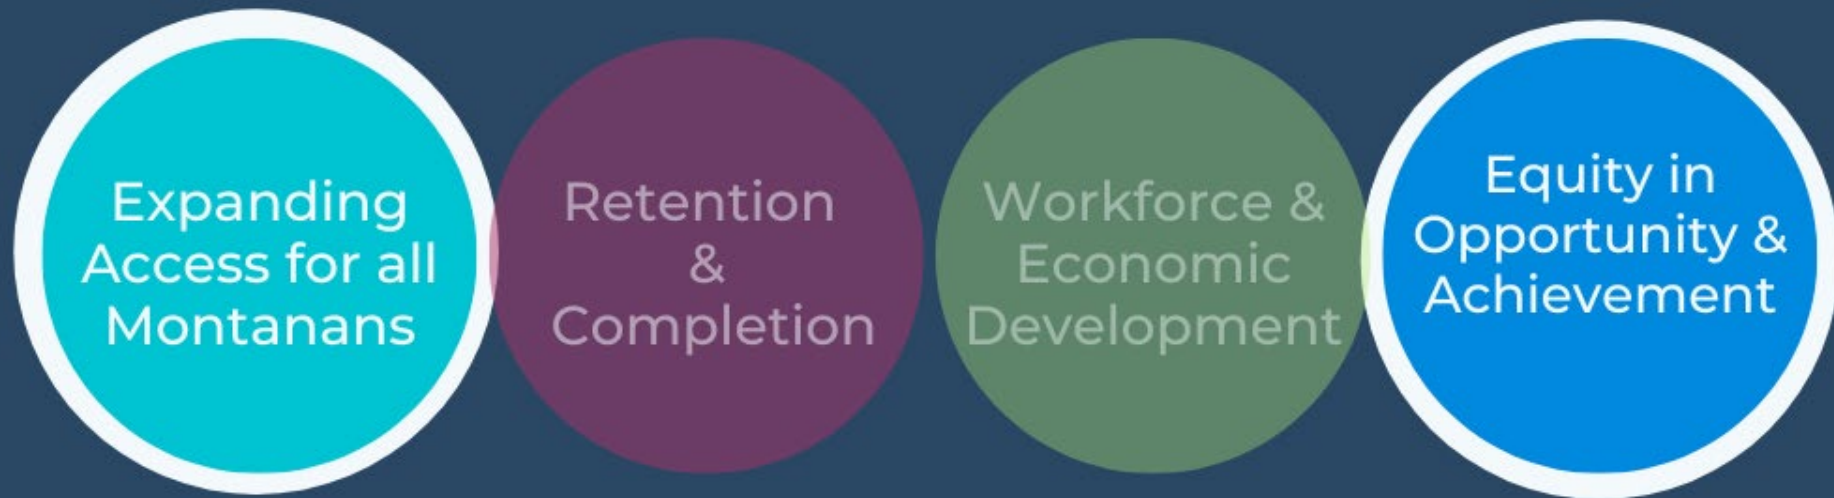 Expanding
Access for all
Montanans
Retention
&
Completion
Workforce &
Economic
Development
Equity in
Opportunity &
Achievement